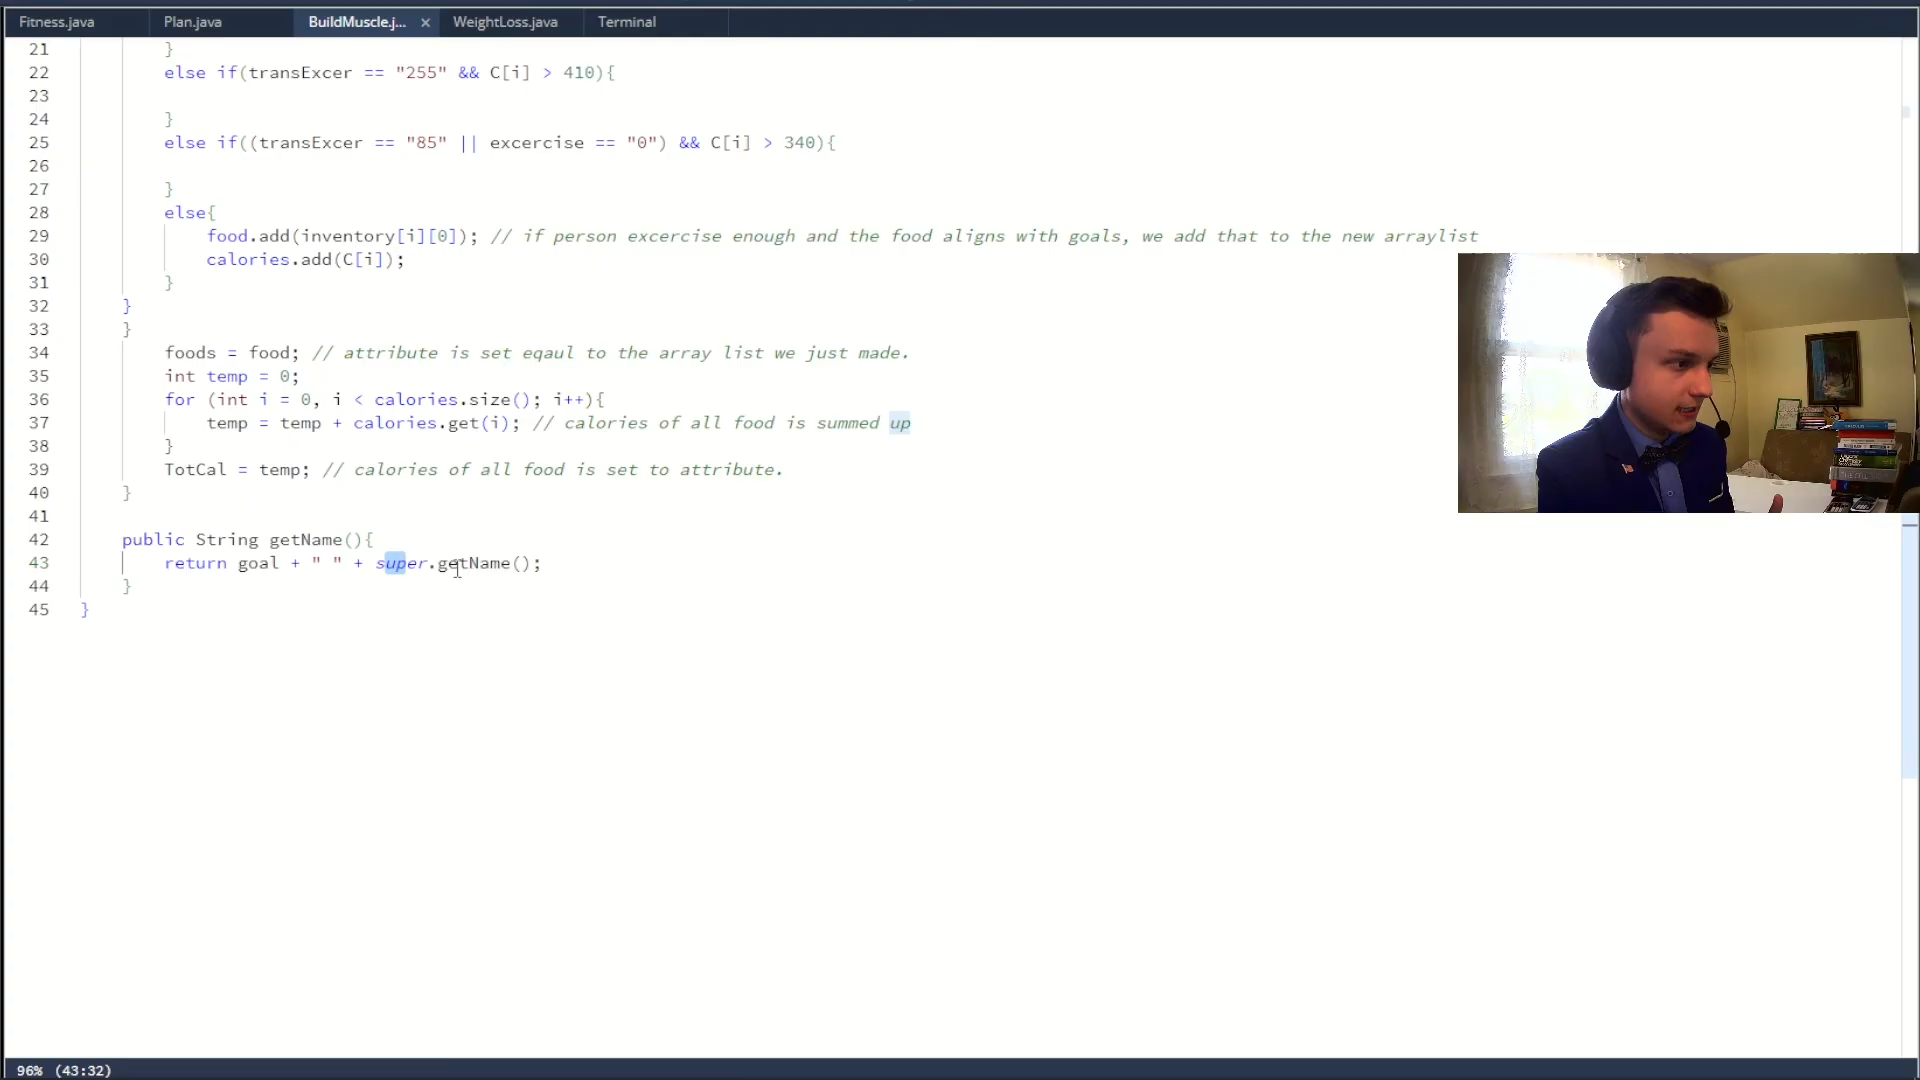 Fitness.java Plan.java BuildMuscle.j... × WeightLoss.java Terminal
21 }
22 else if(transExcer == "255" && C[i] > 410){
23
24 }
25 else if((transExcer == "85" || excercise == "0") && C[i] > 340){
26
27 }
28 else{
29 food.add(inventory[i][0]); // if person excercise enough and the food aligns with goals, we add that to the new arraylist
30 calories.add(C[i]);
31 }
32 }
33 }
34 foods = food; // attribute is set eqaul to the array list we just made.
35 int temp = 0;
36 for (int i = 0, i < calories.size(); i++){
37 temp = temp + calories.get(i); // calories of all food is summed up
38 }
39 TotCal = temp; // calories of all food is set to attribute.
40 }
41
42 public String getName(){
43 return goal + " " + super.getName();
44 }
45 }
96% (43:32)